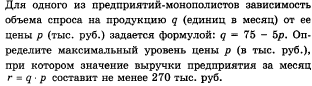 Для одного из предприятий-монополистов зависимость
объема спроса на продукцию q (единиц в месяц) от ее
цены p (тыс. руб.) задается формулой: q = 75 – 5p. Оп-
ределите максимальный уровень цены p (в тыс. руб.),
при котором значение выручки предприятия за месяц
r = q · p составит не менее 270 тыс. руб.